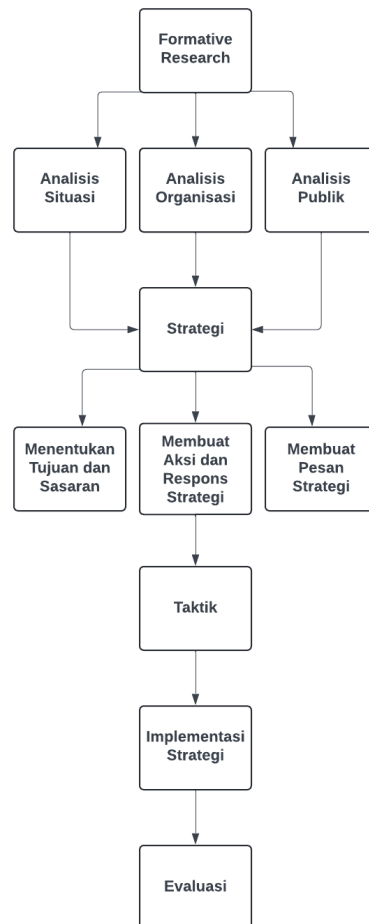 Formative
Research
Analisis
Situasi
Analisis
Organisasi
Analisis
Publik
Strategi
Menentukan
Tujuan dan
Sasaran
Membuat
Aksi dan
Respons
Strategi
Membuat
Pesan
Strategi
Taktik
Implementasi
Strategi
Evaluasi